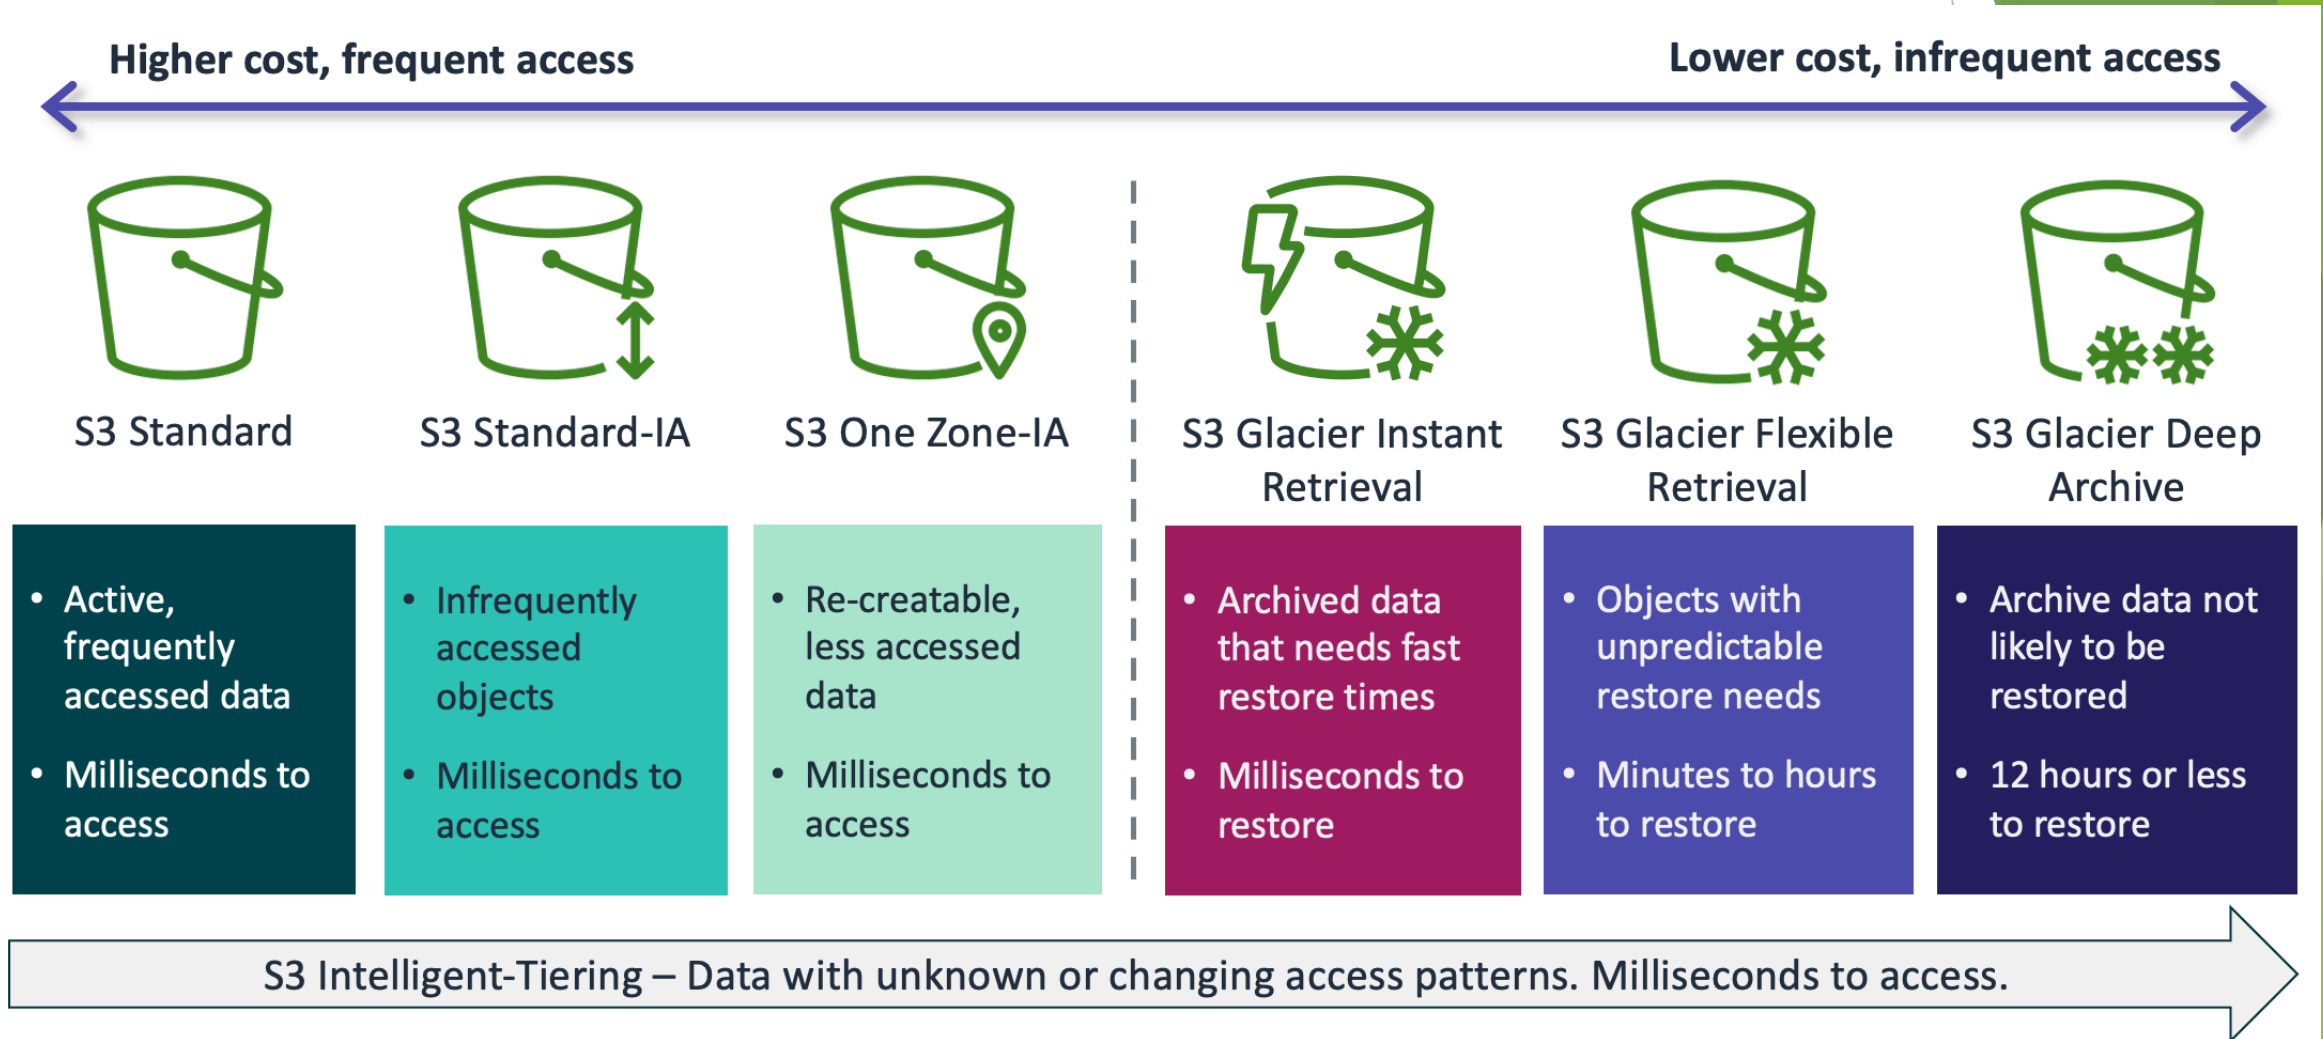 Higher cost, frequent access
Lower cost, infrequent access
S3 Standard
S3 Standard-IA
S3 One Zone-IA
S3 Glacier Instant
Retrieval
S3 Glacier Flexible
Retrieval
S3 Glacier Deep
Archive
• Active,
frequently
accessed data
• Milliseconds to
access
• Infrequently
accessed
objects
• Milliseconds to
access
• Re-creatable,
less accessed
data
• Milliseconds to
access
• Archived data
that needs fast
restore times
• Milliseconds to
restore
• Objects with
unpredictable
restore needs
• Minutes to hours
to restore
• Archive data not
likely to be
restored
• 12 hours or less
to restore
S3 Intelligent-Tiering – Data with unknown or changing access patterns. Milliseconds to access.